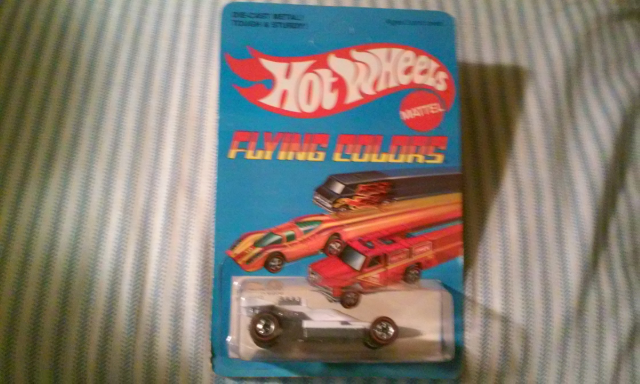 DIE-CAST METAL!
TOUGH & STURDY!
HOT WHEELS
MATTEL
FLYING COLORS